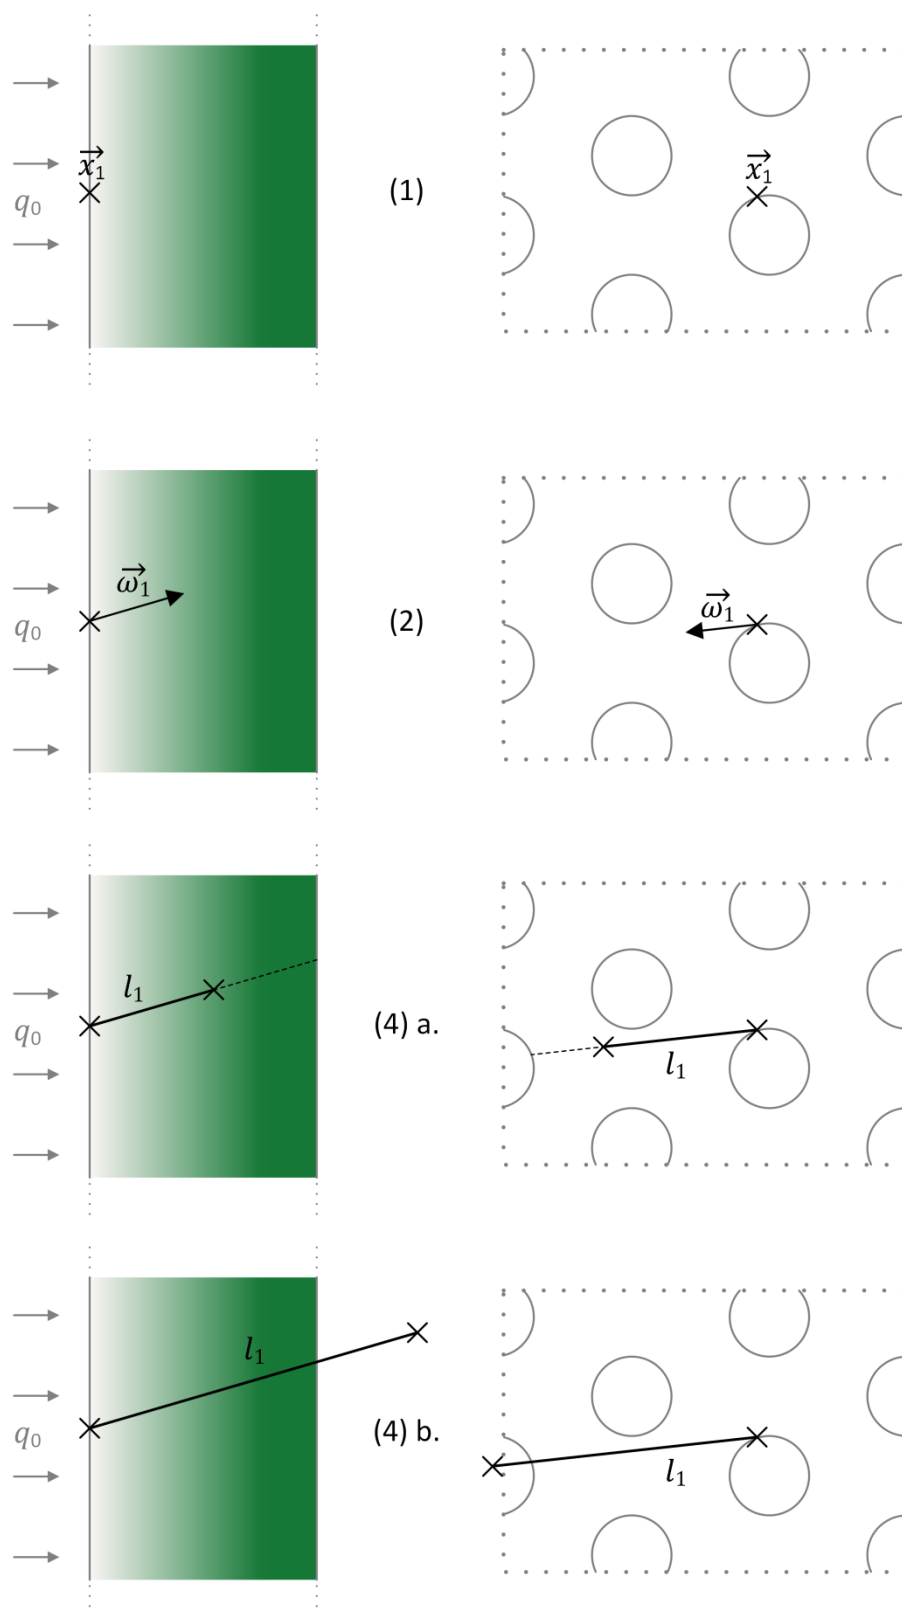 x⃗₁
q₀
(1)
x⃗₁
ω⃗₁
q₀
(2)
ω⃗₁
l₁
q₀
(4) a.
l₁
l₁
q₀
(4) b.
l₁